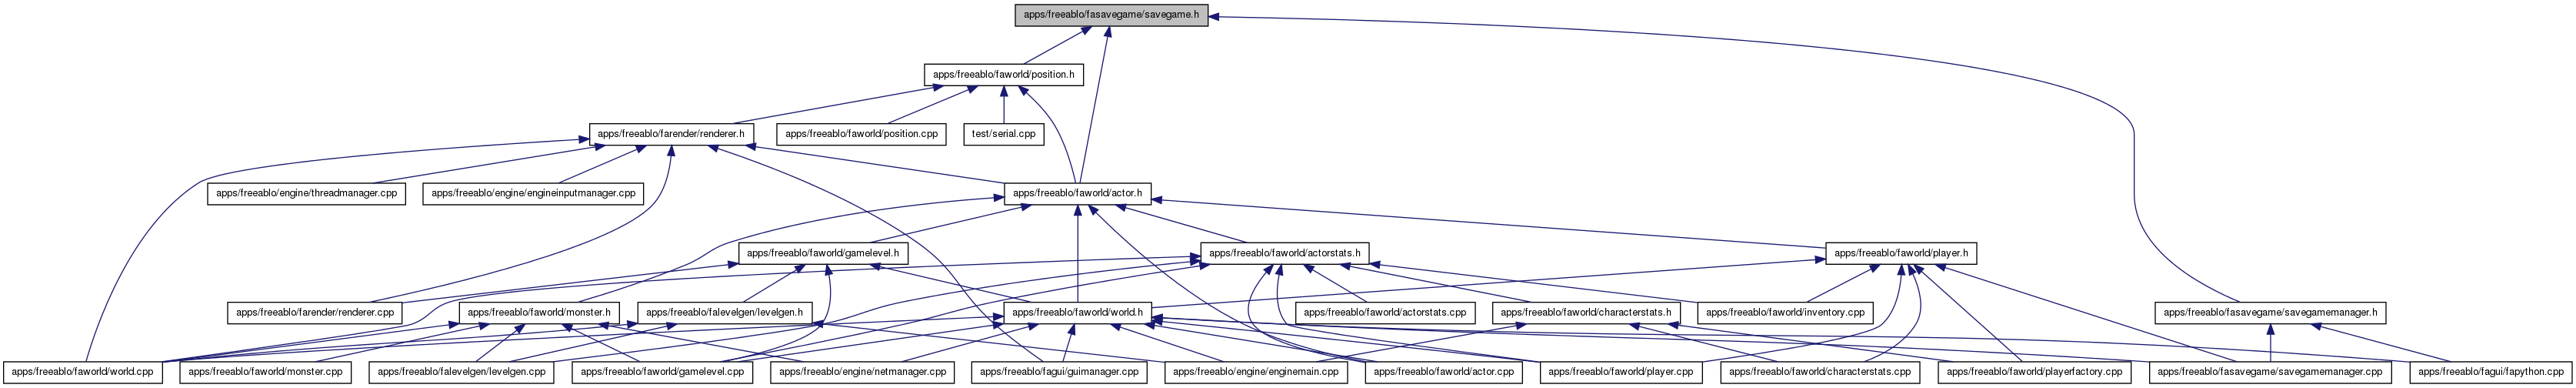 apps/freeablo/fasavegame/savegame.h
apps/freeablo/faworld/position.h
apps/freeablo/farender/renderer.h
apps/freeablo/faworld/position.cpp
test/serial.cpp
apps/freeablo/engine/threadmanager.cpp
apps/freeablo/engine/engineinputmanager.cpp
apps/freeablo/faworld/actor.h
apps/freeablo/faworld/gamelevel.h
apps/freeablo/faworld/actorstats.h
apps/freeablo/faworld/player.h
apps/freeablo/farender/renderer.cpp
apps/freeablo/faworld/monster.h
apps/freeablo/falevelgen/levelgen.h
apps/freeablo/faworld/world.h
apps/freeablo/faworld/actorstats.cpp
apps/freeablo/faworld/characterstats.h
apps/freeablo/faworld/inventory.cpp
apps/freeablo/fasavegame/savegamemanager.h
apps/freeablo/faworld/world.cpp
apps/freeablo/faworld/monster.cpp
apps/freeablo/falevelgen/levelgen.cpp
apps/freeablo/faworld/gamelevel.cpp
apps/freeablo/engine/netmanager.cpp
apps/freeablo/fagui/guimanager.cpp
apps/freeablo/engine/enginemain.cpp
apps/freeablo/faworld/actor.cpp
apps/freeablo/faworld/player.cpp
apps/freeablo/faworld/characterstats.cpp
apps/freeablo/faworld/playerfactory.cpp
apps/freeablo/fasavegame/savegamemanager.cpp
apps/freeablo/fagui/fapython.cpp